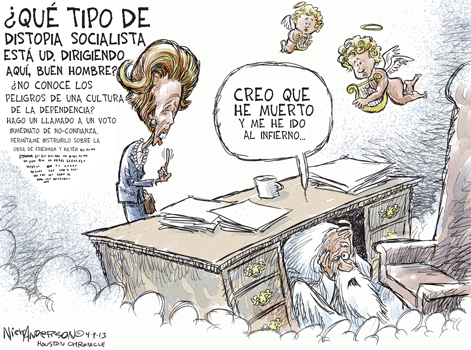 ¿QUÉ TIPO DE
DISTOPIA SOCIALISTA
ESTÁ UD. DIRIGIENDO
AQUÍ, BUEN HOMBRE?
¿NO CONOCE LOS
PELIGROS DE UNA CULTURA
DE LA DEPENDENCIA?
HAGO UN LLAMADO A UN VOTO
INMEDIATO DE NO-CONFIANZA.
PERMÍTAME INSTRUIRLO SOBRE LA
OBRA DE FRIEDMAN Y HAYEK
CREO QUE
HE MUERTO
Y ME HE IDO
AL INFIERNO...
NICK ANDERSON 4-9-13
HOUSTON CHRONICLE